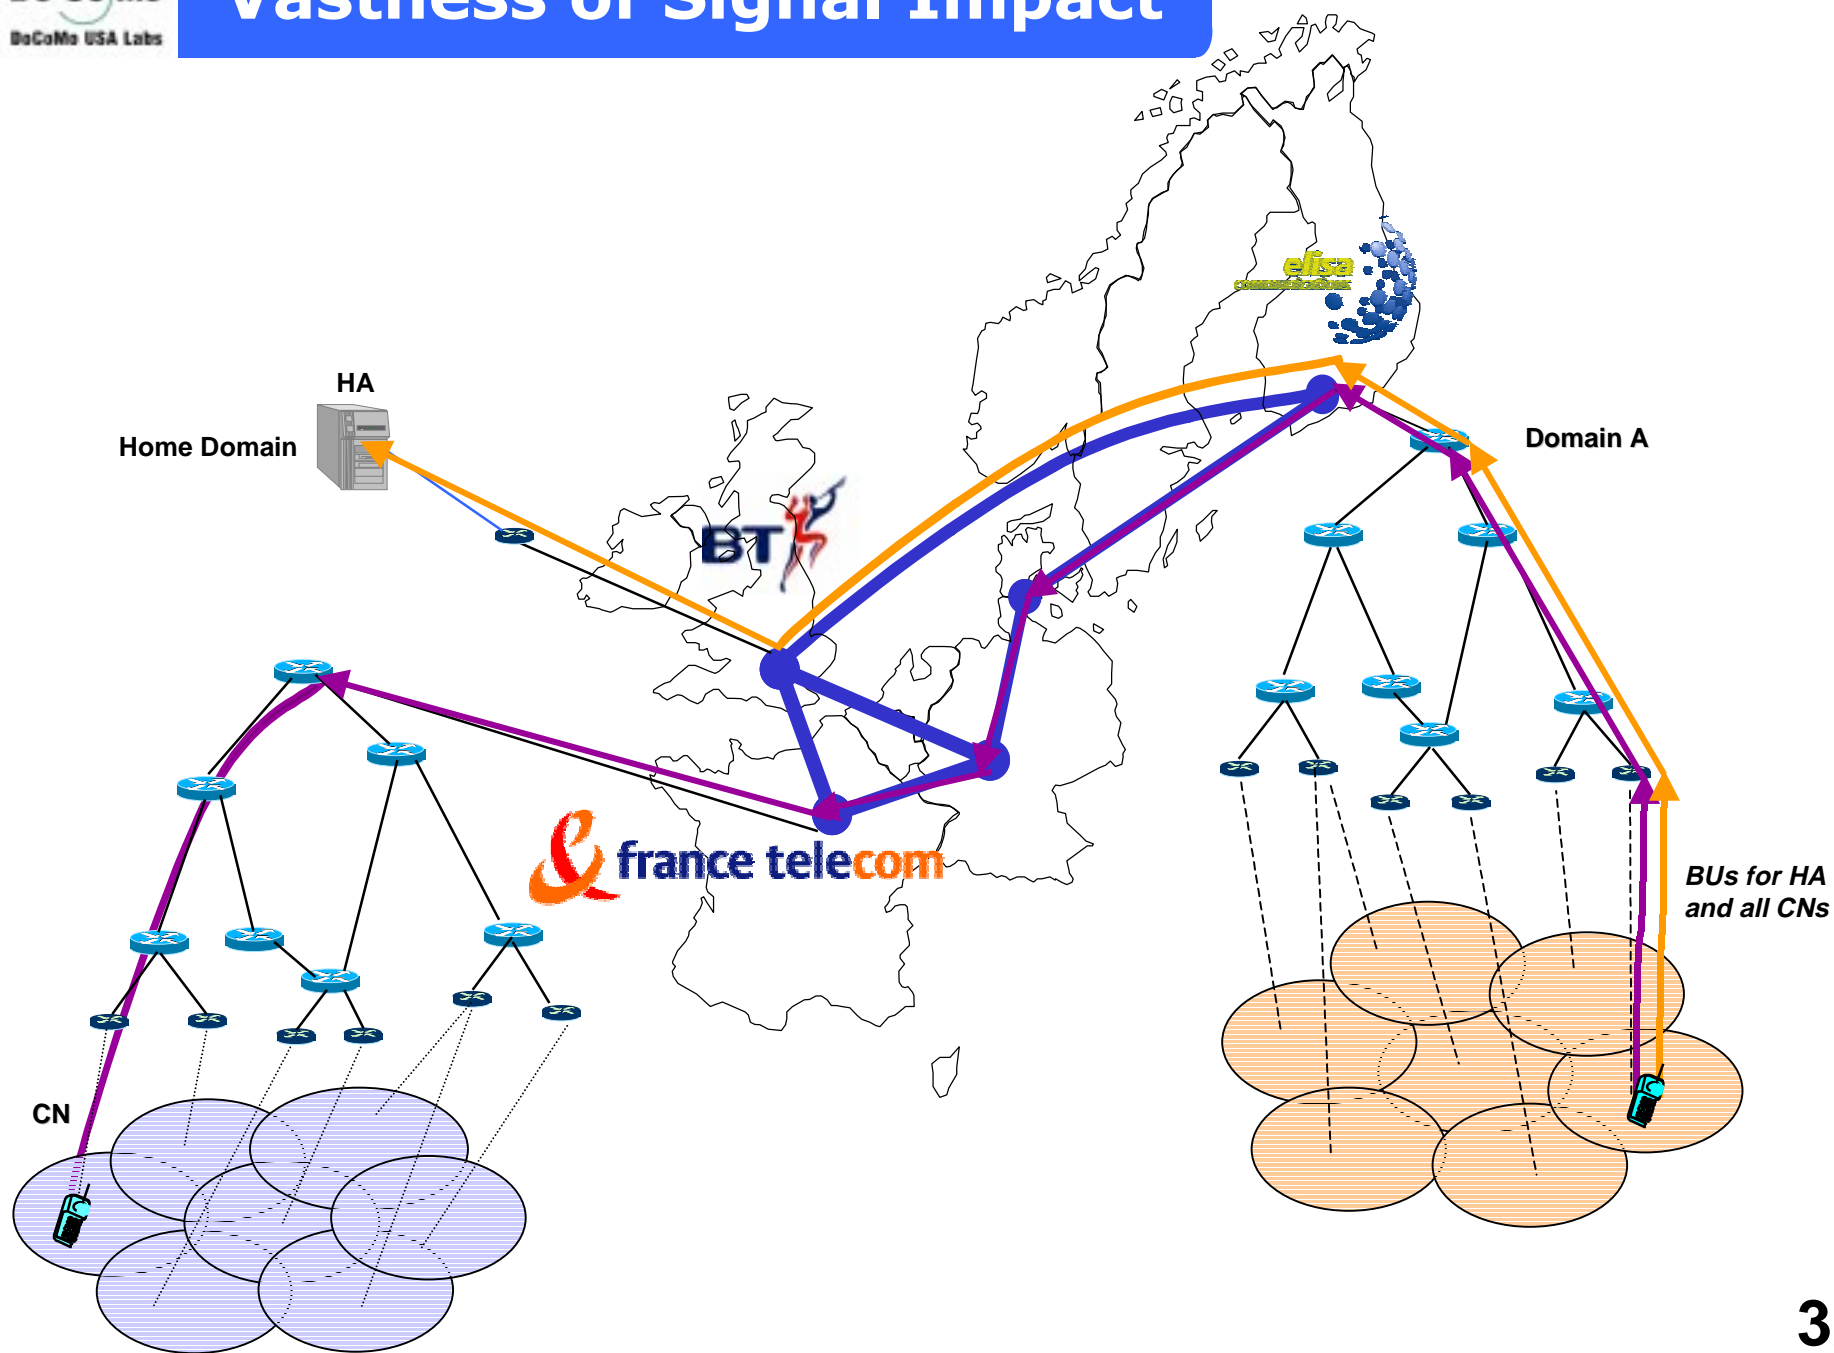 Vastness of Signal Impact
DoCoMo USA Labs
elisa
communications
HA
Home Domain
Domain A
BT
france telecom
BUs for HA
and all CNs
CN
3